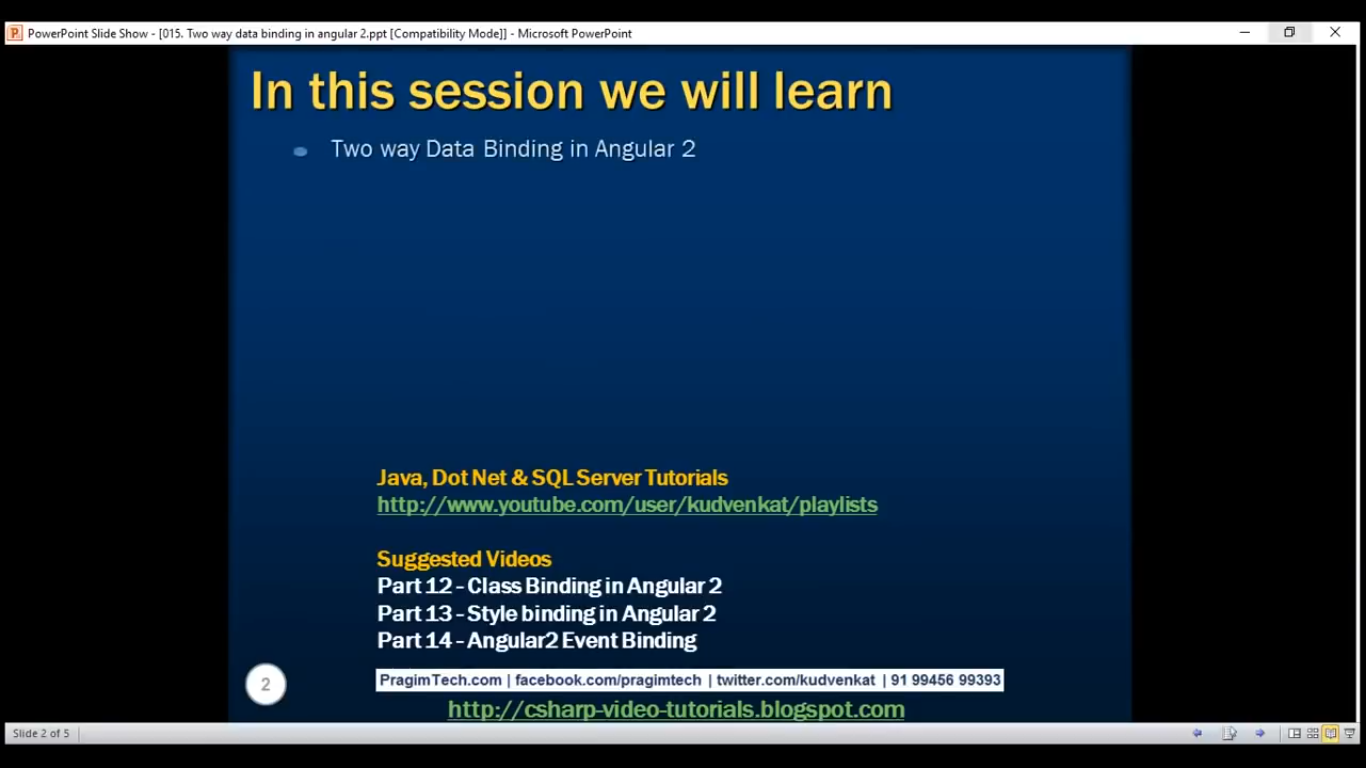 PowerPoint Slide Show - [015. Two way data binding in angular 2.ppt [Compatibility Mode]] - Microsoft PowerPoint
In this session we will learn
Two way Data Binding in Angular 2
Java, Dot Net & SQL Server Tutorials
http://www.youtube.com/user/kudvenkat/playlists
Suggested Videos
Part 12 - Class Binding in Angular 2
Part 13 - Style binding in Angular 2
Part 14 - Angular2 Event Binding
2
PragimTech.com | facebook.com/pragimtech | twitter.com/kudvenkat | 91 99456 99393
http://csharp-video-tutorials.blogspot.com
Slide 2 of 5